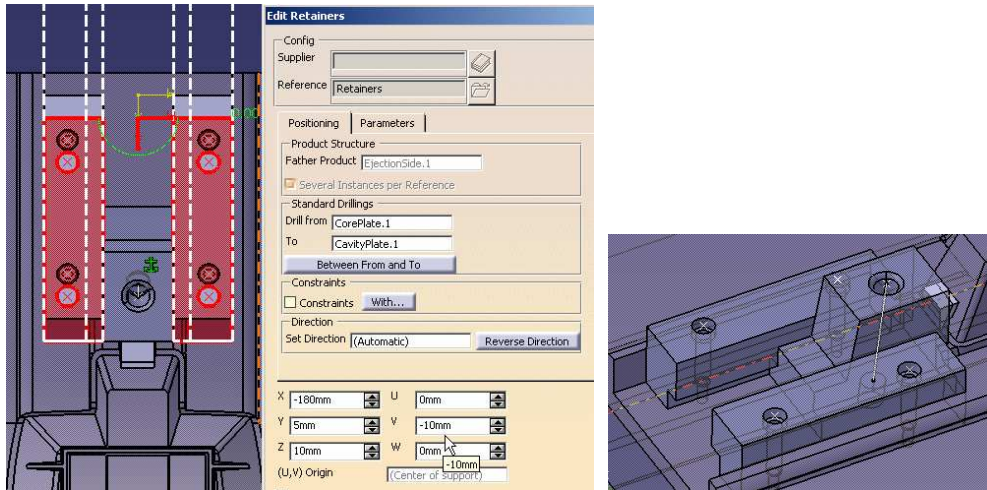 Edit Retainers
Config
Supplier
Reference Retainers
Positioning Parameters
Product Structure
Father Product EjectionSide.1
Several Instances per Reference
Standard Drillings
Drill from CorePlate.1
To CavityPlate.1
Between From and To
Constraints
Constraints With...
Direction
Set Direction (Automatic) Reverse Direction
X -180mm U 0mm
Y 5mm V -10mm
Z 10mm W 0mm
-10mm
(U,V) Origin (Center of support)